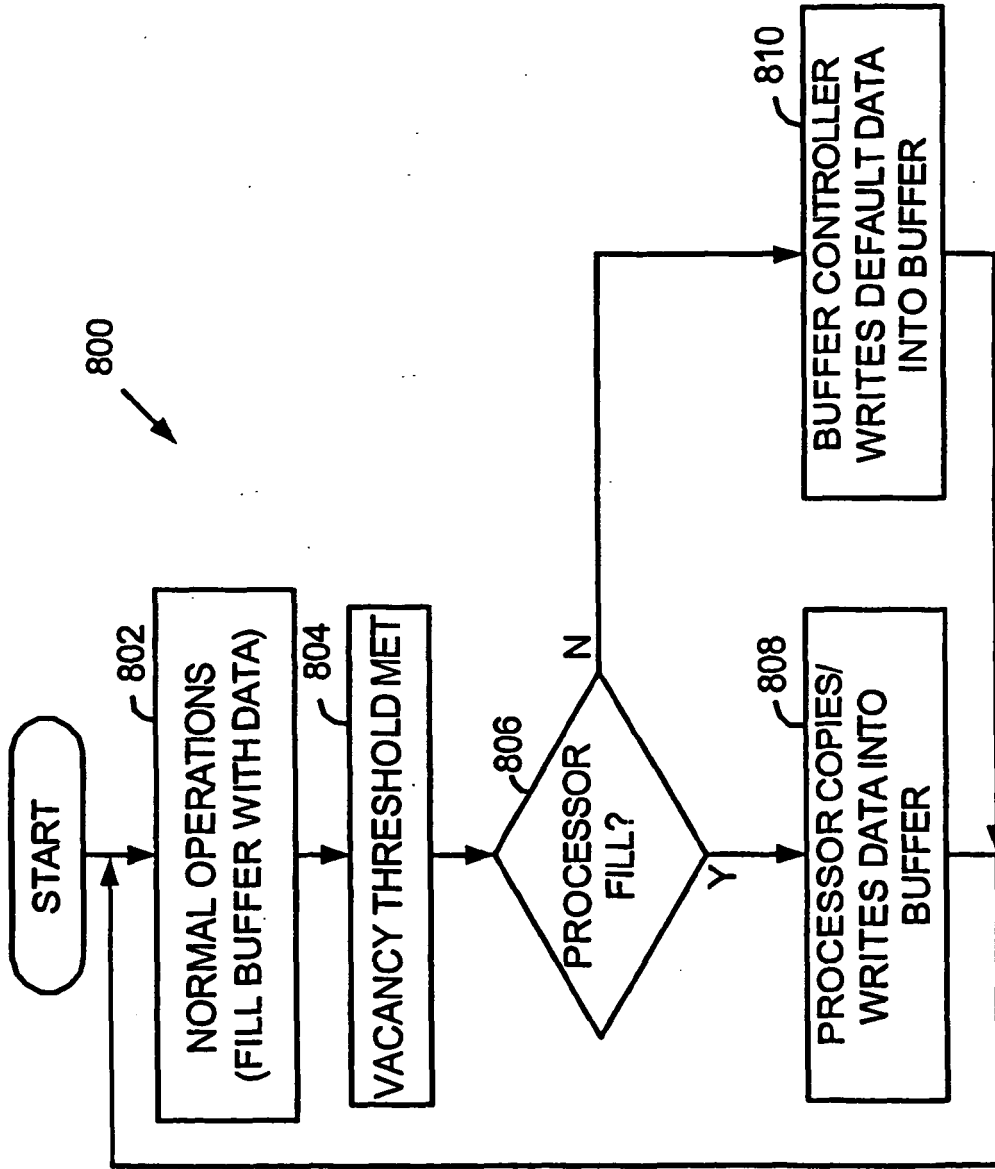 800
START
802
NORMAL OPERATIONS
(FILL BUFFER WITH DATA)
804
VACANCY THRESHOLD MET
806
PROCESSOR
FILL?
N
Y
808
PROCESSOR COPIES/
WRITES DATA INTO
BUFFER
810
BUFFER CONTROLLER
WRITES DEFAULT DATA
INTO BUFFER